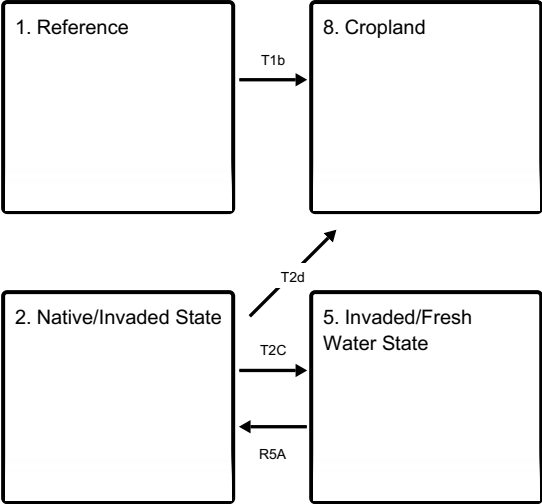 1. Reference
8. Cropland
T1b
T2d
2. Native/Invaded State
5. Invaded/Fresh
Water State
T2C
R5A